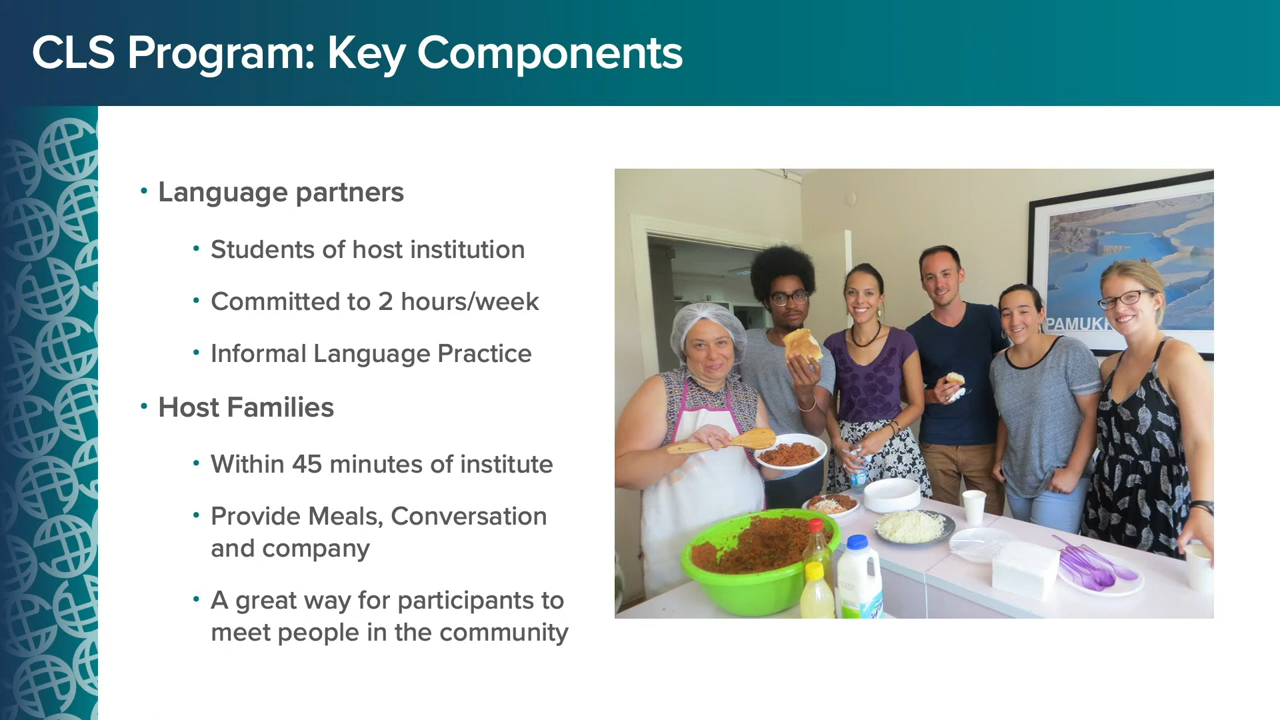 CLS Program: Key Components
• Language partners
• Students of host institution
• Committed to 2 hours/week
• Informal Language Practice
• Host Families
• Within 45 minutes of institute
• Provide Meals, Conversation
and company
• A great way for participants to
meet people in the community
PAMUK